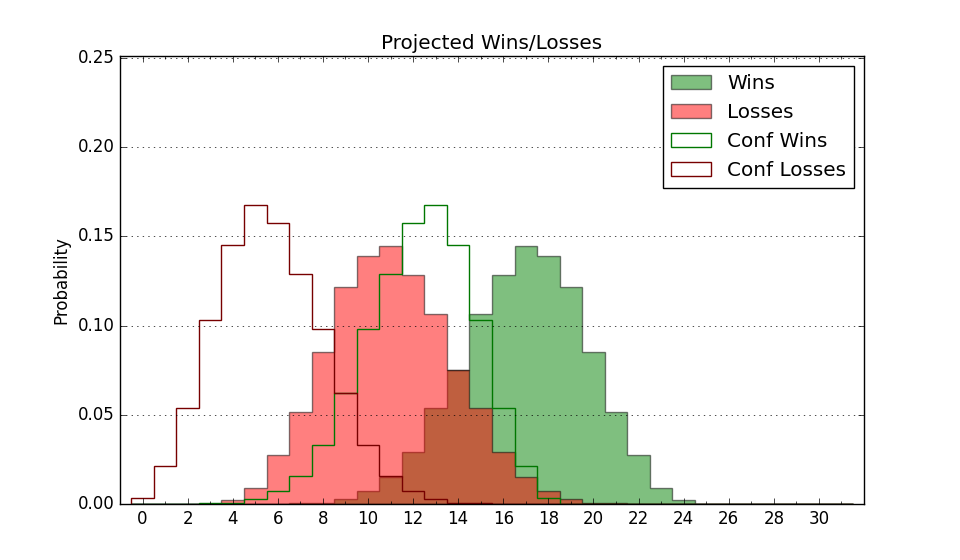 Projected Wins/Losses
0.25
0.20
0.15
0.10
0.05
0.00
Probability
Wins
Losses
Conf Wins
Conf Losses
0 2 4 6 8 10 12 14 16 18 20 22 24 26 28 30